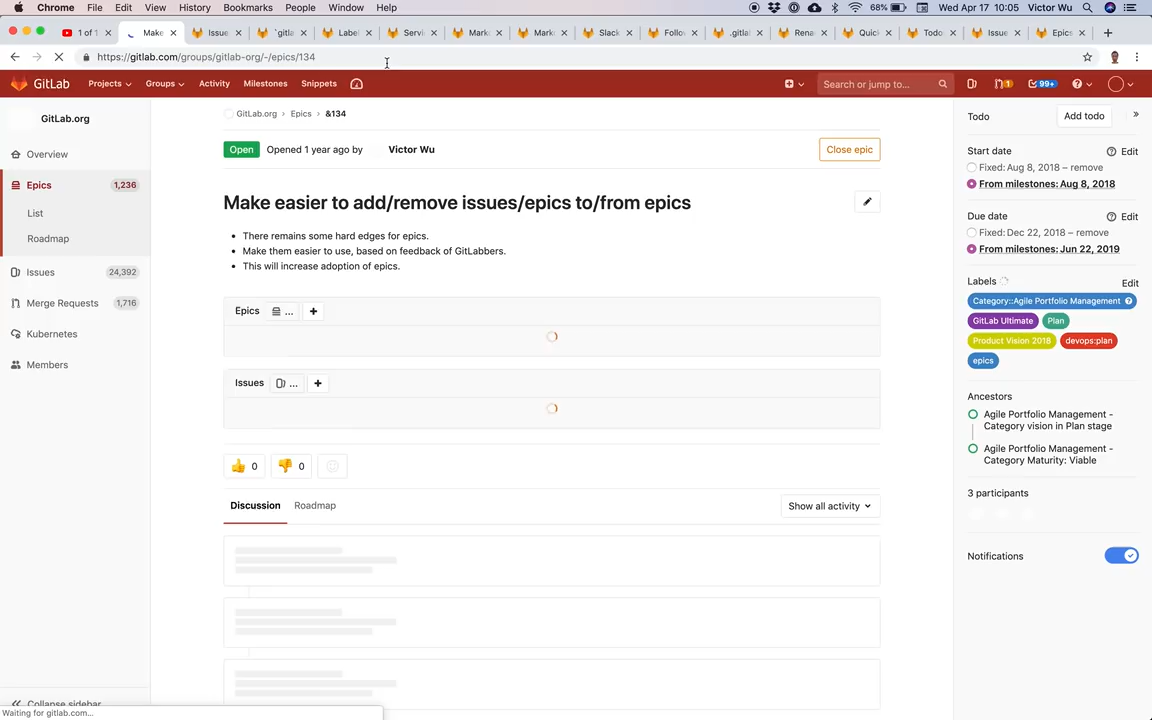 Chrome File Edit View History Bookmarks People Window Help 68% Wed Apr 17 10:05 Victor Wu
1 of 1 Make Issue `gitla Label Servi Marke Marke Slack Follo .gitlal Rena Quic Todo Issue Epics
https://gitlab.com/groups/gitlab-org/-/epics/134
GitLab Projects Groups Activity Milestones Snippets Search or jump to... 1 99+
GitLab.org
Overview
Epics 1,236
List
Roadmap
Issues 24,392
Merge Requests 1,716
Kubernetes
Members
Collapse sidebar
Waiting for gitlab.com...
GitLab.org > Epics > &134
Open Opened 1 year ago by Victor Wu Close epic
Make easier to add/remove issues/epics to/from epics
• There remains some hard edges for epics.
• Make them easier to use, based on feedback of GitLabbers.
• This will increase adoption of epics.
Epics ... +
Issues ... +
👍 0 👎 0
Discussion Roadmap Show all activity
Todo Add todo »
Start date Edit
Fixed: Aug 8, 2018 – remove
From milestones: Aug 8, 2018
Due date Edit
Fixed: Dec 22, 2018 – remove
From milestones: Jun 22, 2019
Labels Edit
Category::Agile Portfolio Management ?
GitLab Ultimate Plan
Product Vision 2018 devops:plan
epics
Ancestors
Agile Portfolio Management -
Category vision in Plan stage
Agile Portfolio Management -
Category Maturity: Viable
3 participants
Notifications